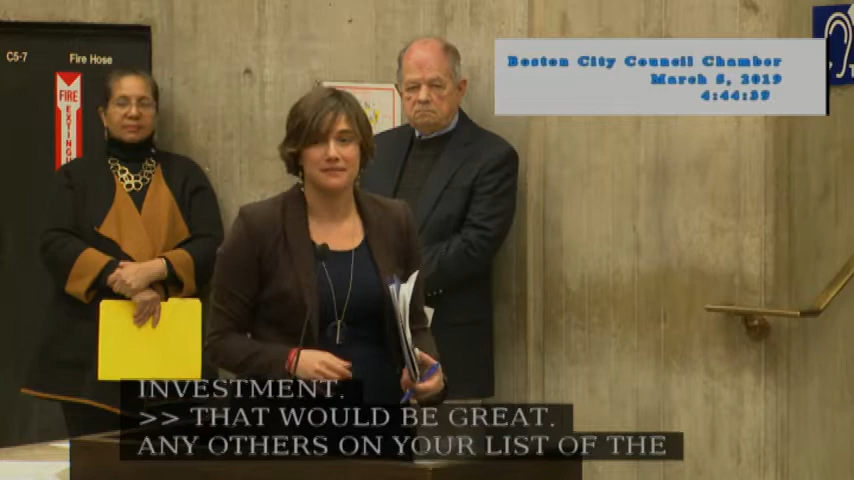 C5-7
Fire Hose
FIRE
EXTINGU
Boston City Council Chamber
March 5, 2019
4:44:39
INVESTMENT.
>> THAT WOULD BE GREAT.
ANY OTHERS ON YOUR LIST OF THE